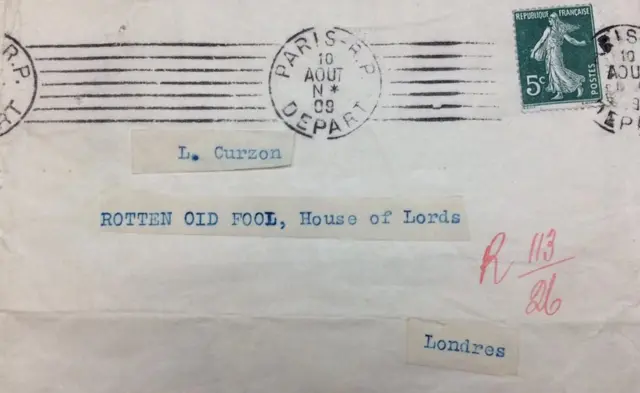 PARIS-R.P.
10
AOUT
N*
09
DEPART
REPUBLIQUE FRANÇAISE
5c
POSTES
L. Curzon
ROTTEN OID FOOL, House of Lords
R 113
26
Londres